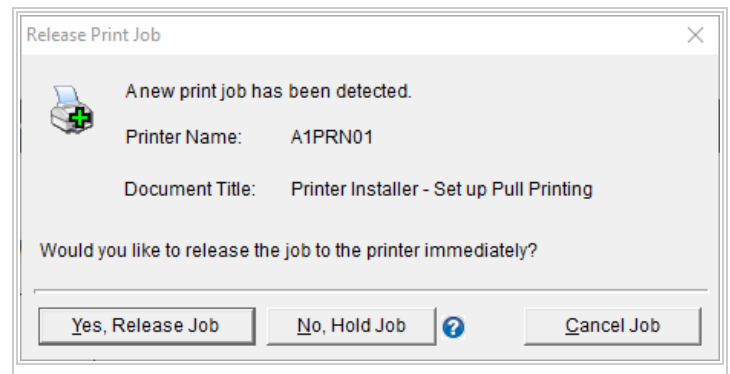 Release Print Job
A new print job has been detected.
Printer Name: A1PRN01
Document Title: Printer Installer - Set up Pull Printing
Would you like to release the job to the printer immediately?
Yes, Release Job No, Hold Job ? Cancel Job